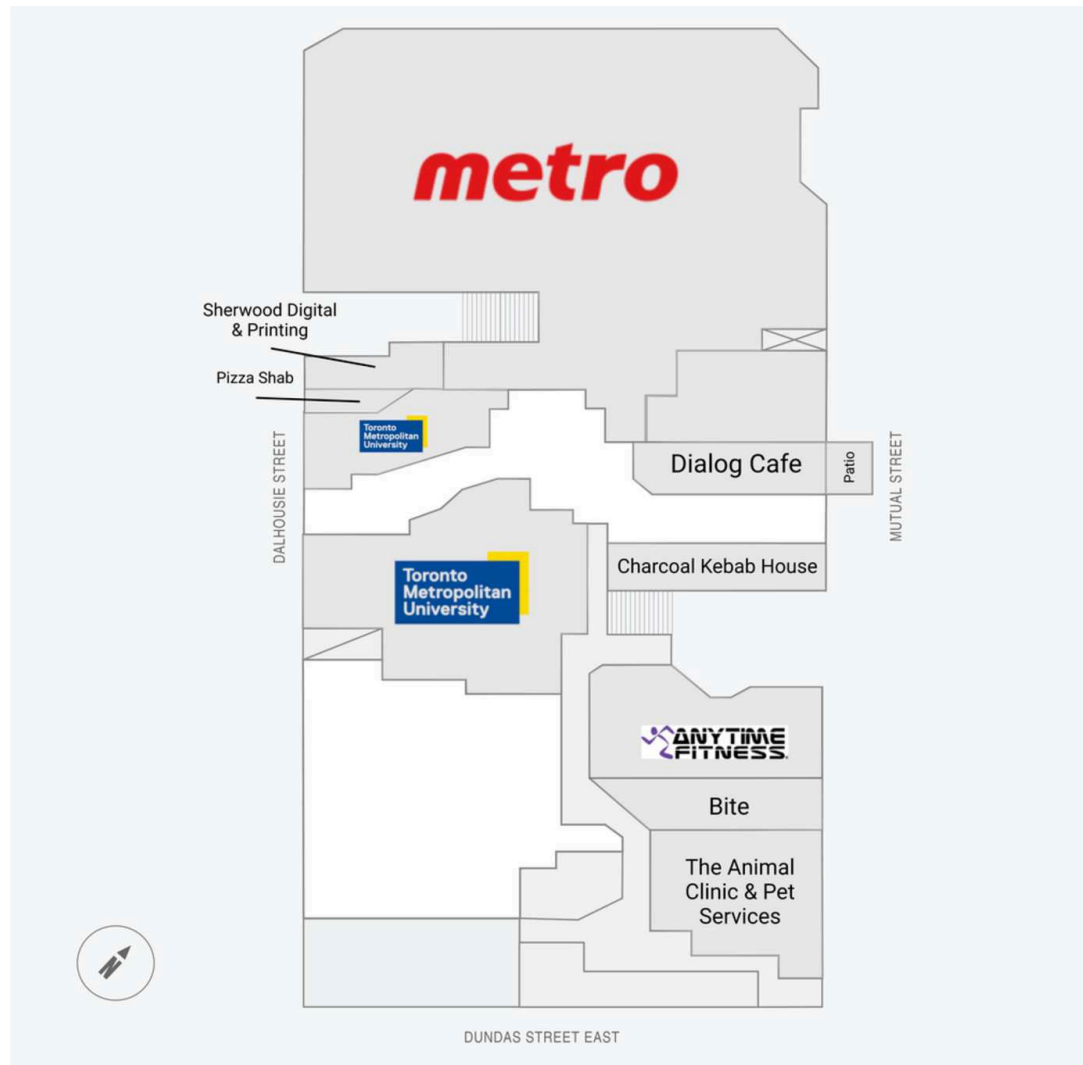 metro
Sherwood Digital
& Printing
Pizza Shab
Toronto
Metropolitan
University
DALHOUSIE STREET
Dialog Cafe
Patio
MUTUAL STREET
Toronto
Metropolitan
University
Charcoal Kebab House
ANYTIME
FITNESS
Bite
The Animal
Clinic & Pet
Services
N
DUNDAS STREET EAST